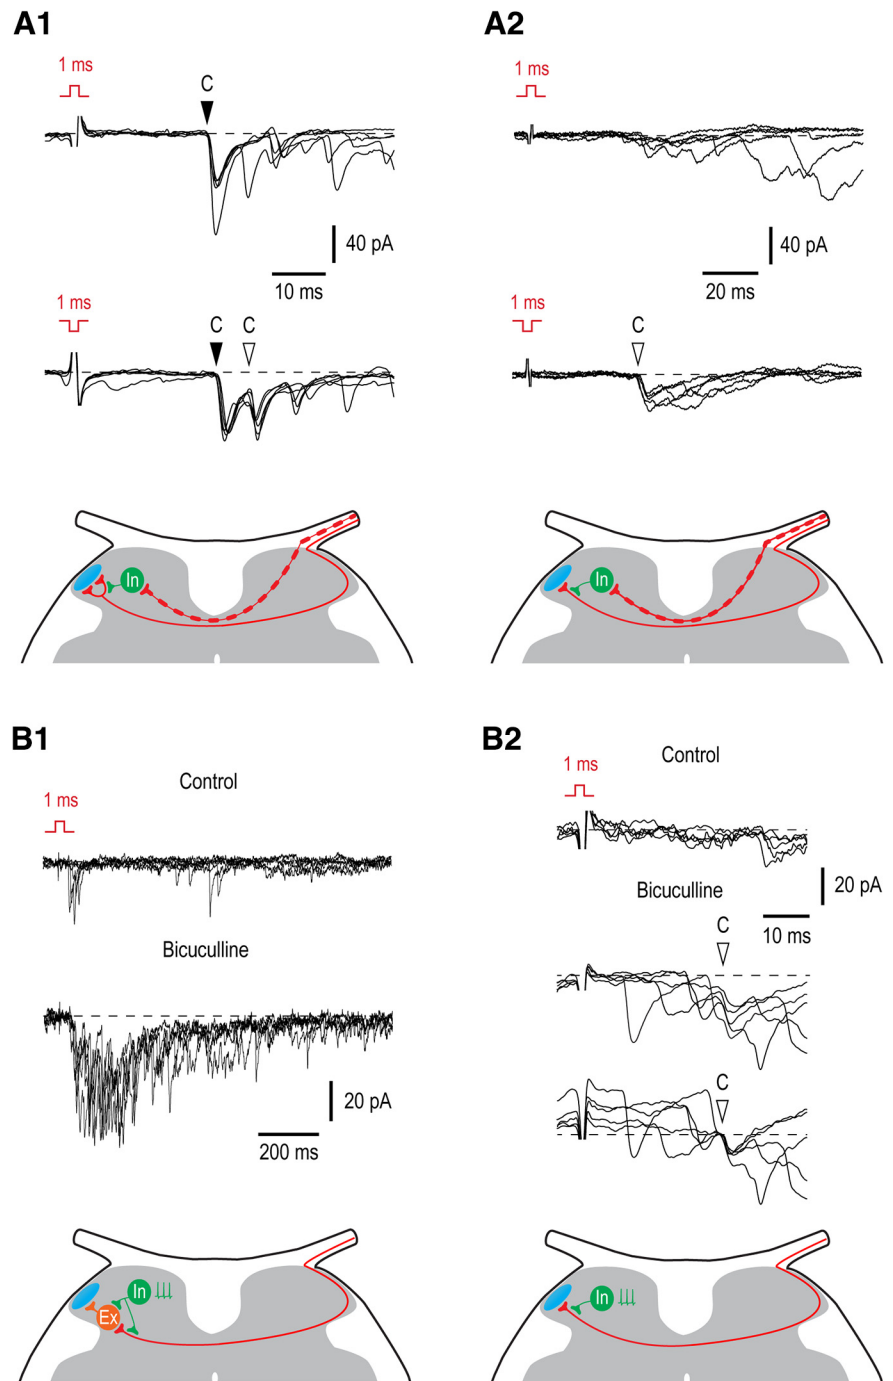 A1
1 ms
C
40 pA
10 ms
1 ms
C C
In
A2
1 ms
40 pA
20 ms
1 ms
C
In
B1
Control
1 ms
Bicuculline
20 pA
200 ms
In
Ex
B2
Control
1 ms
20 pA
Bicuculline
10 ms
C
C
In